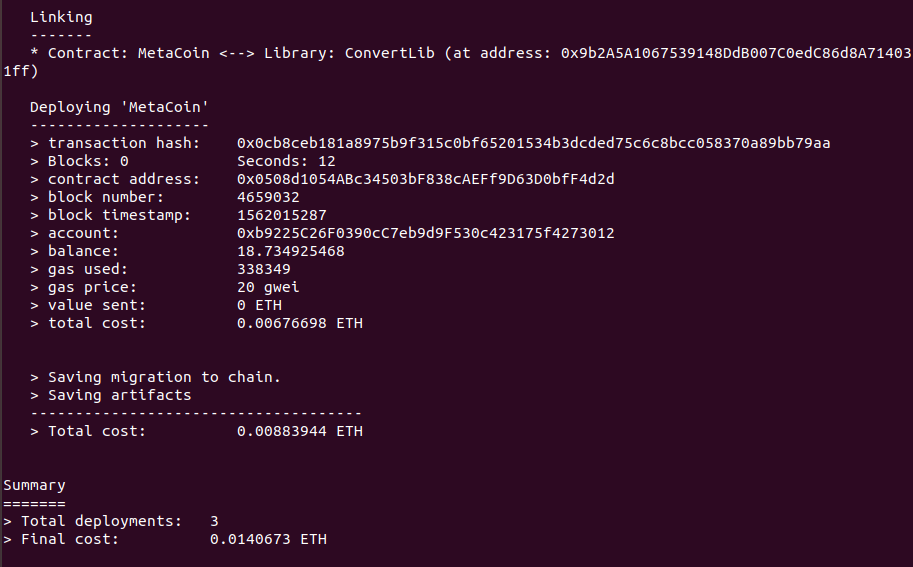 Linking
-------
* Contract: MetaCoin <--> Library: ConvertLib (at address: 0x9b2A5A1067539148DdB007C0edC86d8A71403
1ff)
Deploying 'MetaCoin'
--------------------
> transaction hash:    0x0cb8ceb181a8975b9f315c0bf65201534b3dcded75c6c8bcc058370a89bb79aa
> Blocks: 0            Seconds: 12
> contract address:    0x0508d1054ABc34503bF838cAEFf9D63D0bfF4d2d
> block number:        4659032
> block timestamp:     1562015287
> account:             0xb9225C26F0390cC7eb9d9F530c423175f4273012
> balance:             18.734925468
> gas used:            338349
> gas price:           20 gwei
> value sent:          0 ETH
> total cost:          0.00676698 ETH
> Saving migration to chain.
> Saving artifacts
-------------------------------------
> Total cost:          0.00883944 ETH
Summary
=======
> Total deployments:   3
> Final cost:          0.0140673 ETH